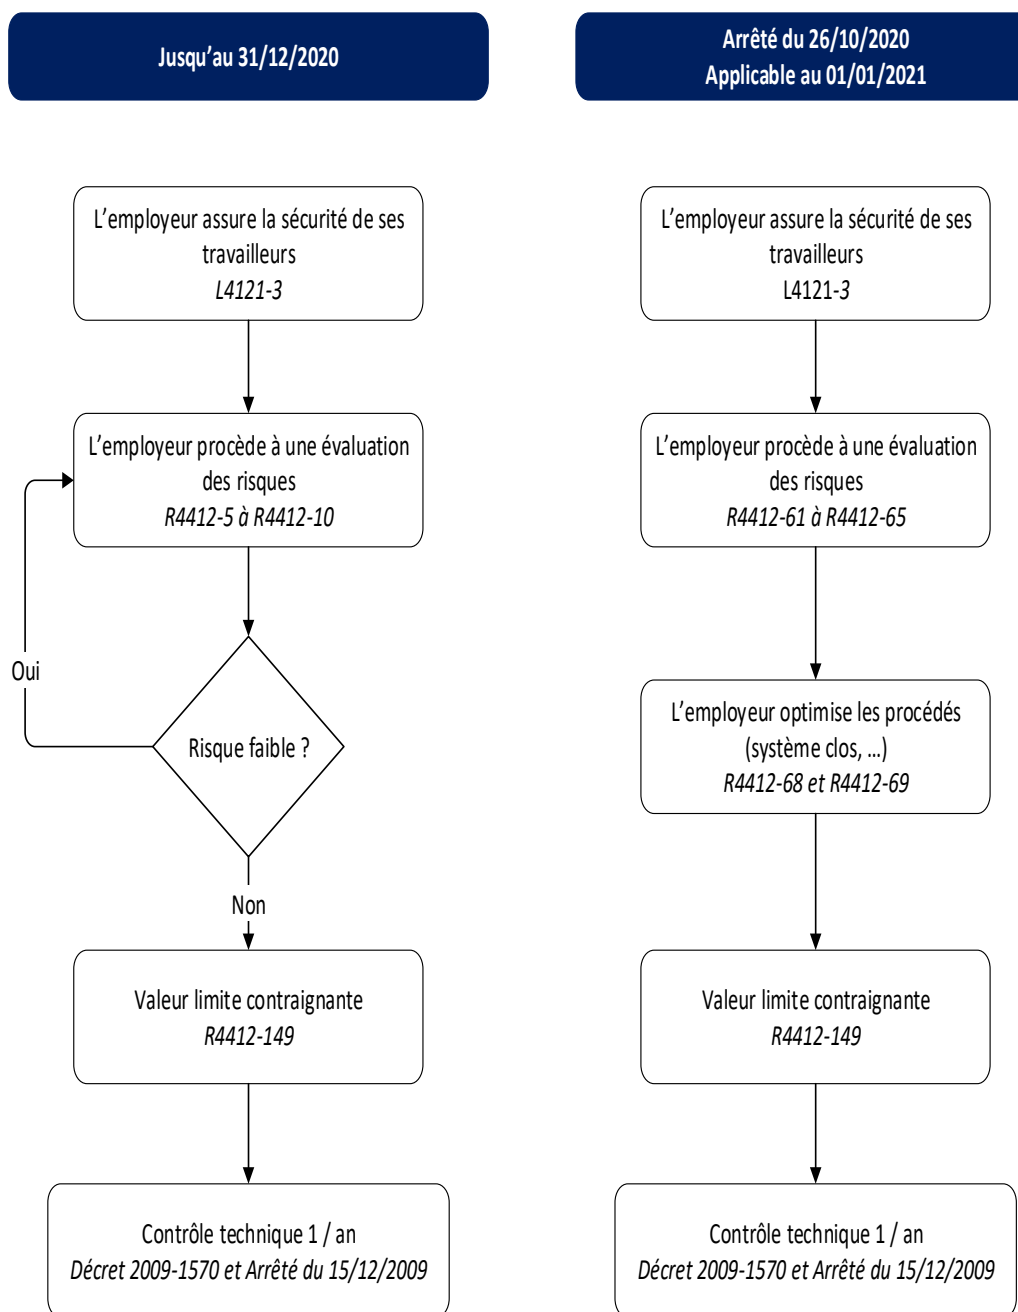 Jusqu’au 31/12/2020
Arrêté du 26/10/2020
Applicable au 01/01/2021
L’employeur assure la sécurité de ses
travailleurs
L4121-3
L’employeur procède à une évaluation
des risques
R4412-5 à R4412-10
Oui
Risque faible ?
Non
Valeur limite contraignante
R4412-149
Contrôle technique 1 / an
Décret 2009-1570 et Arrêté du 15/12/2009
L’employeur assure la sécurité de ses
travailleurs
L4121-3
L’employeur procède à une évaluation
des risques
R4412-61 à R4412-65
L’employeur optimise les procédés
(système clos, …)
R4412-68 et R4412-69
Valeur limite contraignante
R4412-149
Contrôle technique 1 / an
Décret 2009-1570 et Arrêté du 15/12/2009